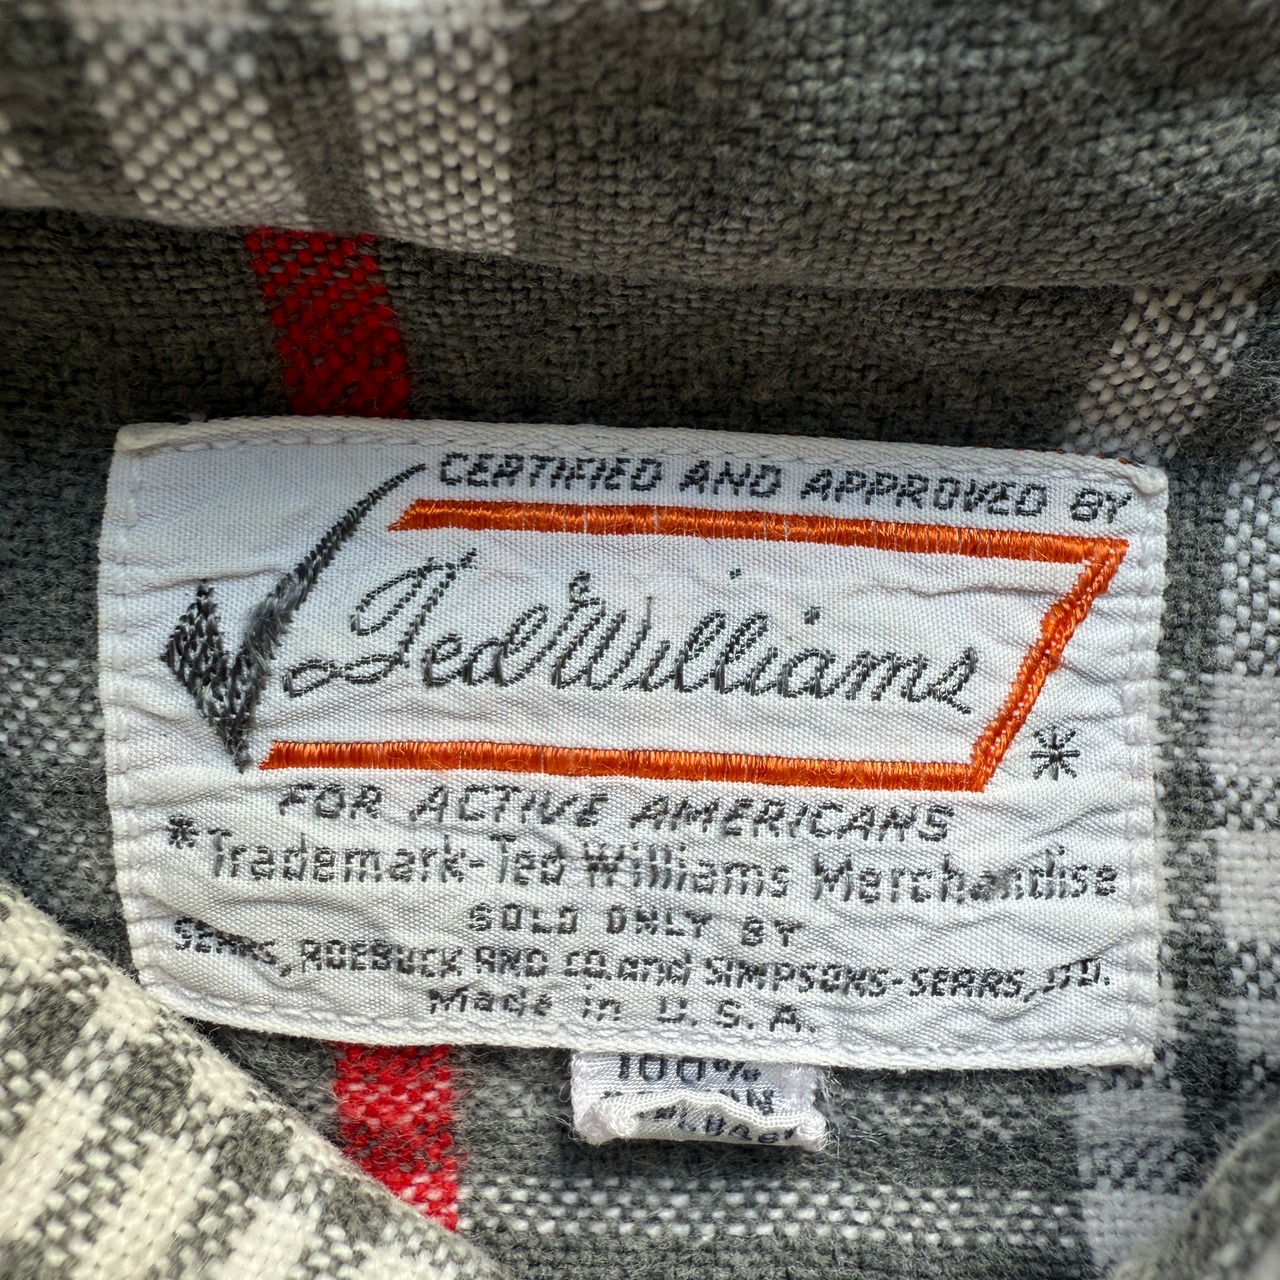 CERTIFIED AND APPROVED BY
Ted Williams
*
FOR ACTIVE AMERICANS
*Trademark-Ted Williams Merchandise
SOLD ONLY BY
SEARS, ROEBUCK AND CO. and SIMPSONS-SEARS, LTD.
Made in U.S.A.
100%